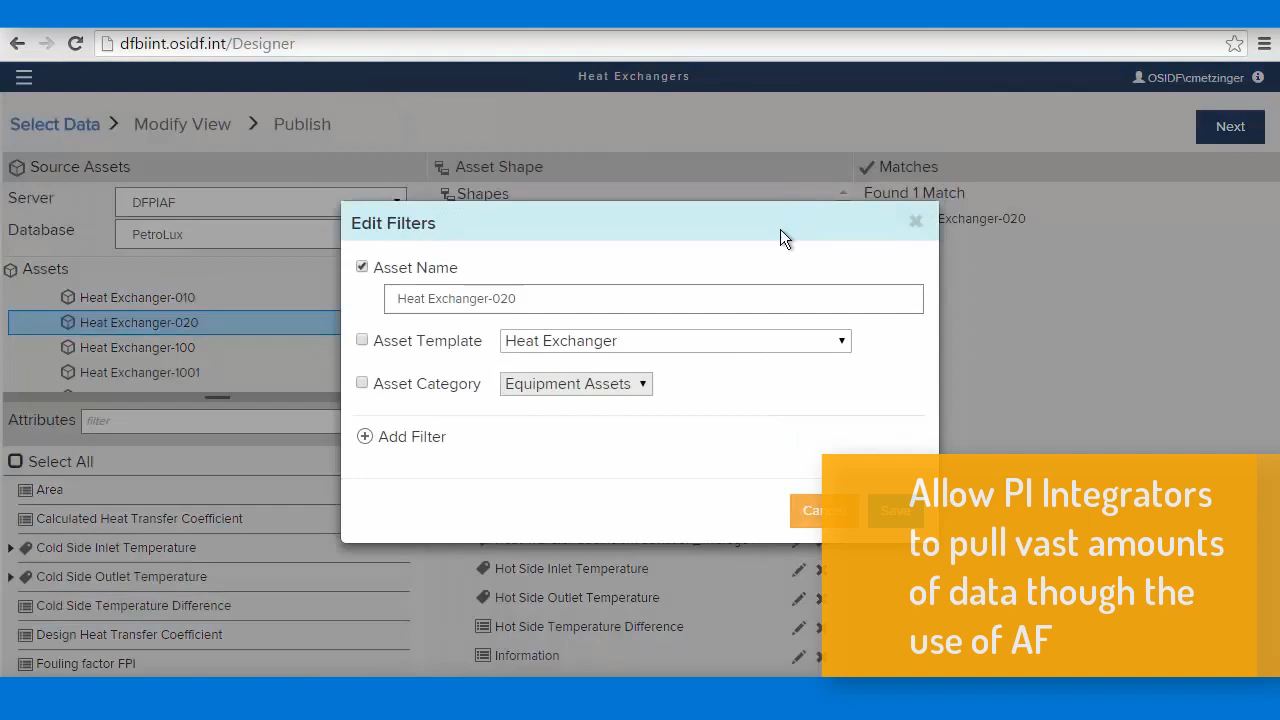 dfbiint.osidf.int/Designer
Heat Exchangers
OSIDF\cmetzinger
Select Data
Modify View
Publish
Next
Source Assets
Asset Shape
Matches
Server
DFPIAF
Shapes
Found 1 Match
Database
PetroLux
Exchanger-020
Assets
Heat Exchanger-010
Heat Exchanger-020
Heat Exchanger-100
Heat Exchanger-1001
Edit Filters
Asset Name
Heat Exchanger-020
Asset Template
Heat Exchanger
Asset Category
Equipment Assets
Add Filter
Save
Attributes
filter
Select All
Area
Calculated Heat Transfer Coefficient
Cold Side Inlet Temperature
Cold Side Outlet Temperature
Cold Side Temperature Difference
Design Heat Transfer Coefficient
Fouling factor FPI
Hot Side Inlet Temperature
Hot Side Outlet Temperature
Hot Side Temperature Difference
Information
Allow PI Integrators
to pull vast amounts
of data though the
use of AF